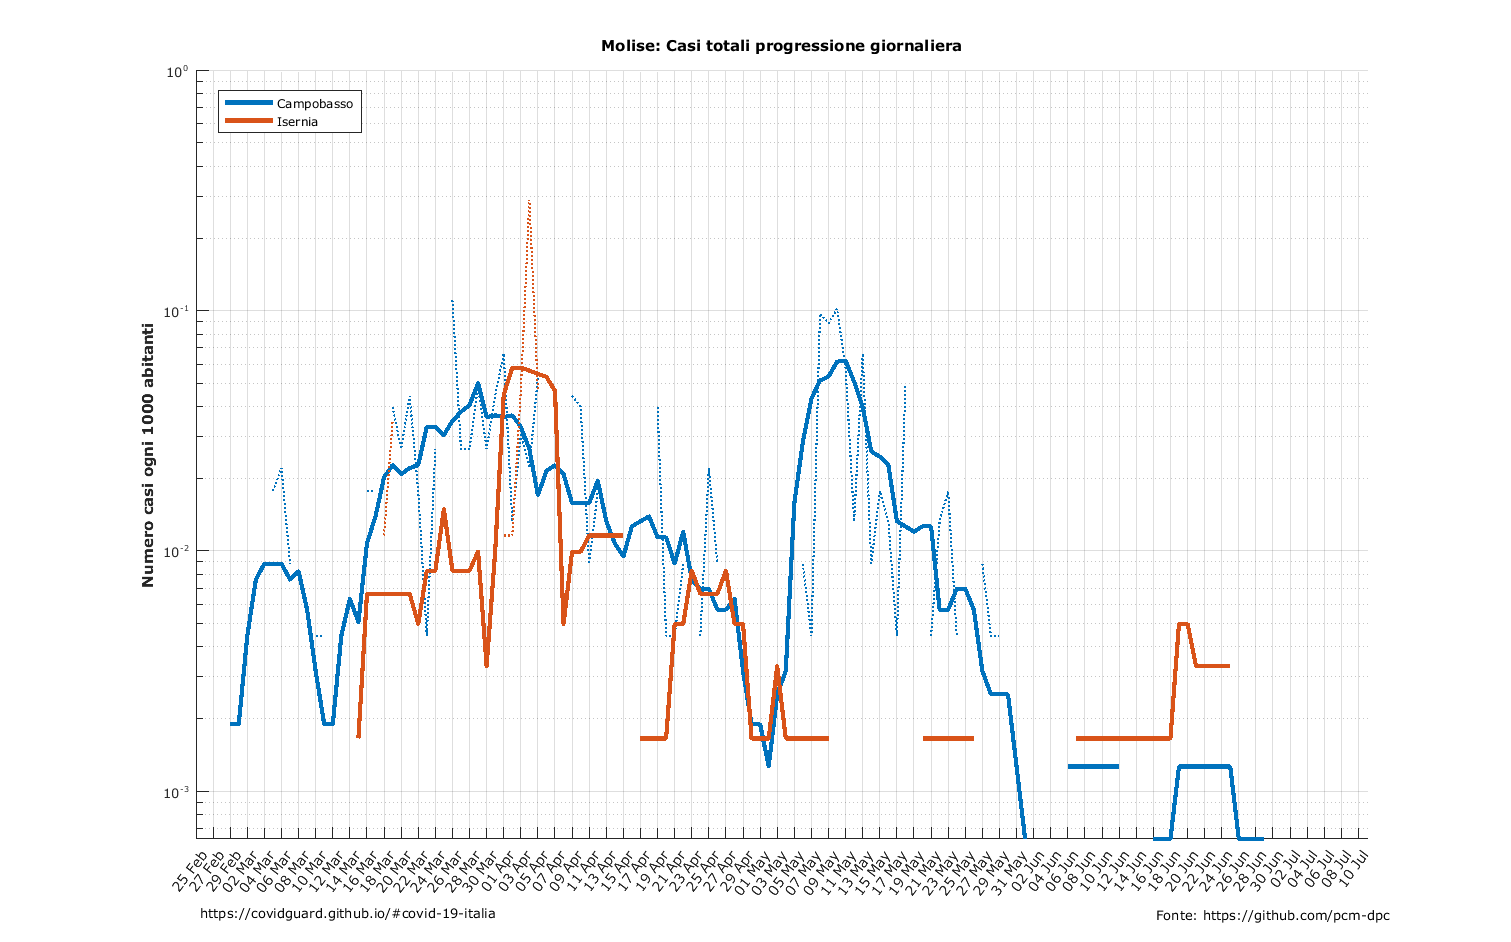 Molise: Casi totali progressione giornaliera
Numero casi ogni 1000 abitanti
10⁰
10⁻¹
10⁻²
10⁻³
Campobasso
Isernia
25 Feb
27 Feb
29 Feb
02 Mar
04 Mar
06 Mar
08 Mar
10 Mar
12 Mar
14 Mar
16 Mar
18 Mar
20 Mar
22 Mar
24 Mar
26 Mar
28 Mar
30 Mar
01 Apr
03 Apr
05 Apr
07 Apr
09 Apr
11 Apr
13 Apr
15 Apr
17 Apr
19 Apr
21 Apr
23 Apr
25 Apr
27 Apr
29 Apr
01 May
03 May
05 May
07 May
09 May
11 May
13 May
15 May
17 May
19 May
21 May
23 May
25 May
27 May
29 May
31 May
02 Jun
04 Jun
06 Jun
08 Jun
10 Jun
12 Jun
14 Jun
16 Jun
18 Jun
20 Jun
22 Jun
24 Jun
26 Jun
28 Jun
30 Jun
02 Jul
04 Jul
06 Jul
08 Jul
10 Jul
https://covidguard.github.io/#covid-19-italia
Fonte: https://github.com/pcm-dpc